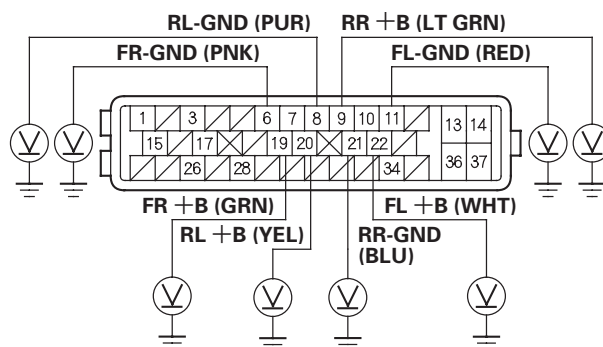 RL-GND (PUR)
RR +B (LT GRN)
FR-GND (PNK)
FL-GND (RED)
1 3 6 7 8 9 10 11 13 14
15 17 19 20 21 22
26 28 34 36 37
FR +B (GRN)
FL +B (WHT)
RL +B (YEL)
RR-GND
(BLU)
V V V V
V V V V